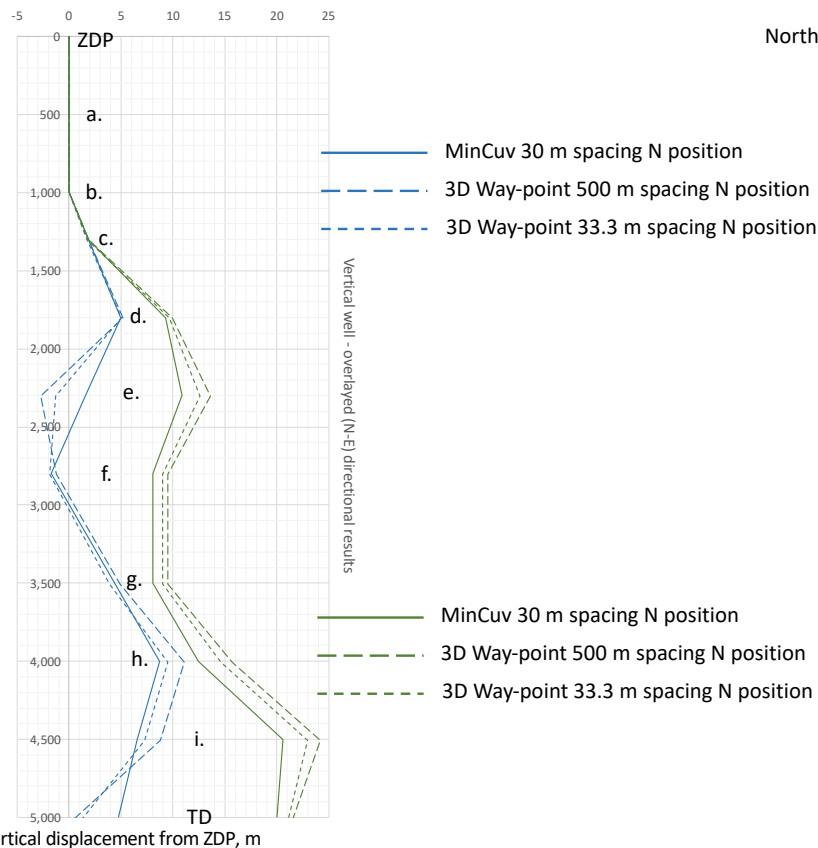 -5 0 5 10 15 20 25
0 ZDP North
500 a.
MinCuv 30 m spacing N position
1,000 b. 3D Way-point 500 m spacing N position
3D Way-point 33.3 m spacing N position
c.
1,500
d.
2,000
e.
2,500
f.
3,000
Vertical well - overlayed (N-E) directional results
3,500 g.
MinCuv 30 m spacing N position
4,000 h. 3D Way-point 500 m spacing N position
3D Way-point 33.3 m spacing N position
4,500 i.
5,000 TD
rtical displacement from ZDP, m